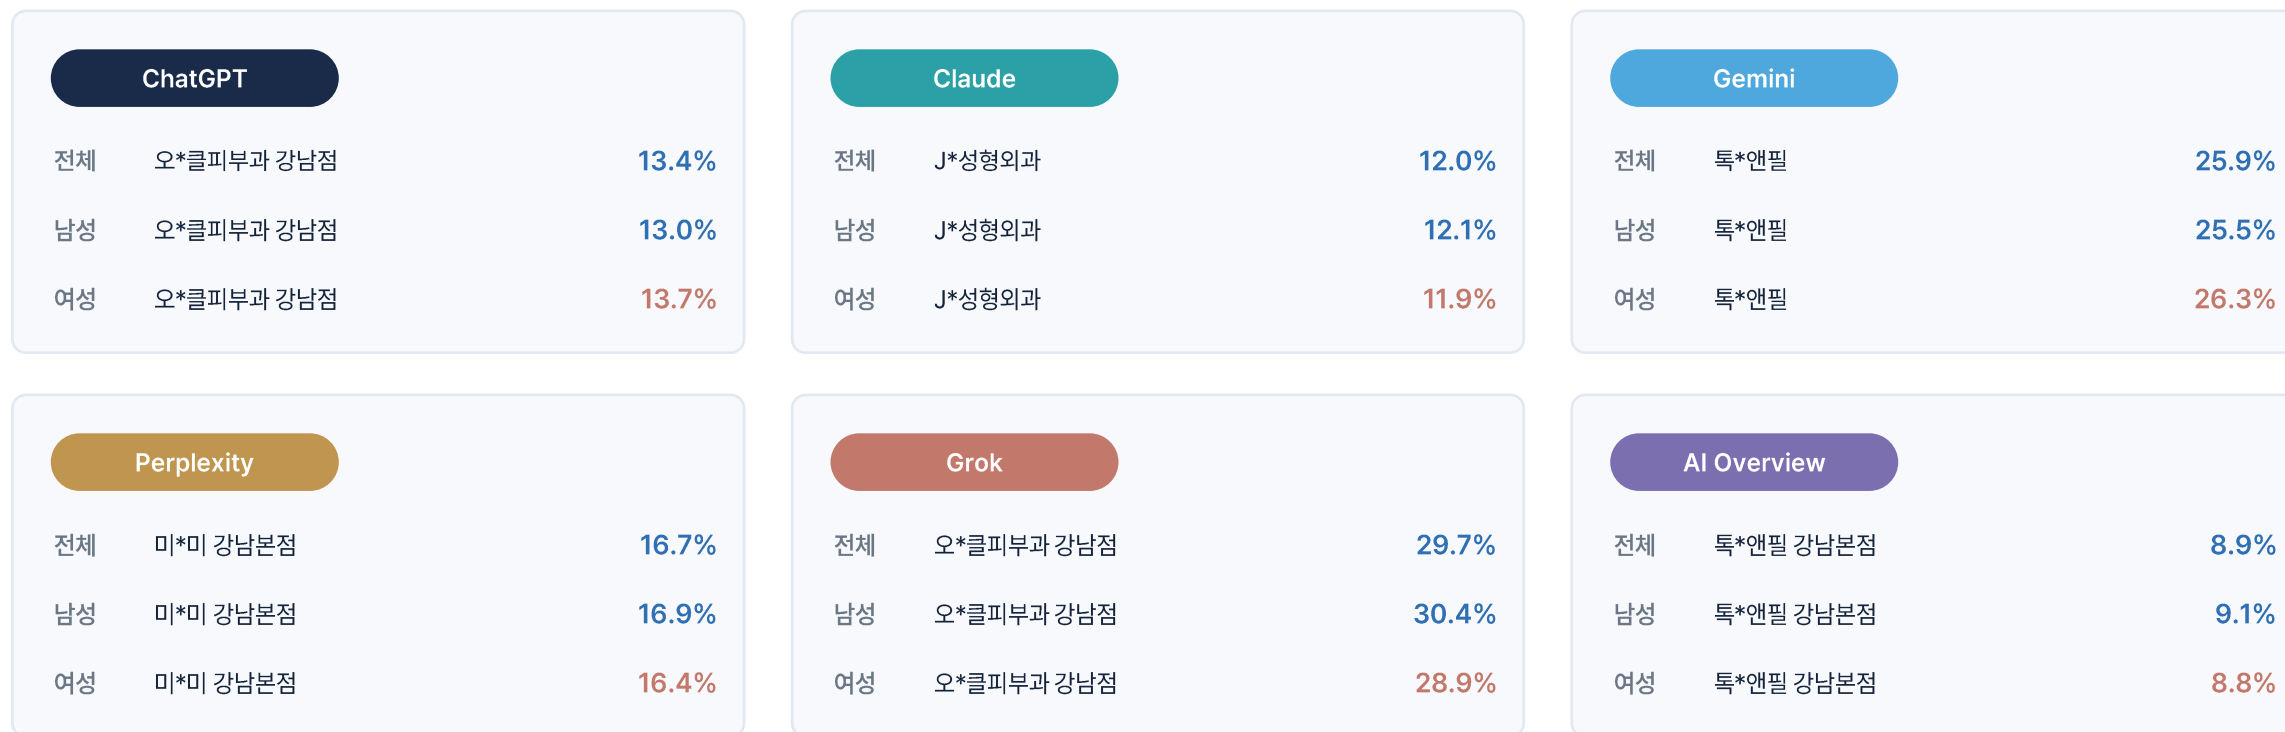 ChatGPT
전체 오*클피부과 강남점 13.4%
남성 오*클피부과 강남점 13.0%
여성 오*클피부과 강남점 13.7%
Claude
전체 J*성형외과 12.0%
남성 J*성형외과 12.1%
여성 J*성형외과 11.9%
Gemini
전체 톡*앤필 25.9%
남성 톡*앤필 25.5%
여성 톡*앤필 26.3%
Perplexity
전체 미*미 강남본점 16.7%
남성 미*미 강남본점 16.9%
여성 미*미 강남본점 16.4%
Grok
전체 오*클피부과 강남점 29.7%
남성 오*클피부과 강남점 30.4%
여성 오*클피부과 강남점 28.9%
AI Overview
전체 톡*앤필 강남본점 8.9%
남성 톡*앤필 강남본점 9.1%
여성 톡*앤필 강남본점 8.8%